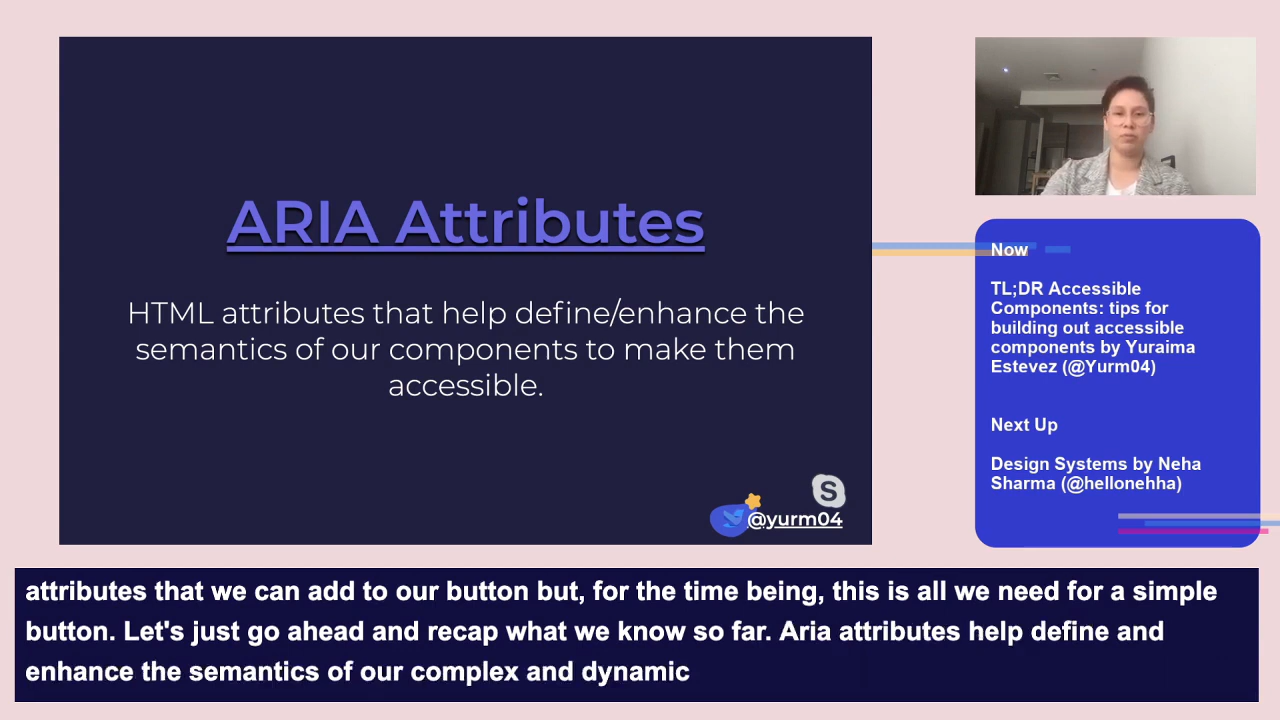 ARIA Attributes
HTML attributes that help define/enhance the
semantics of our components to make them
accessible.
S
@yurm04
Now
TL;DR Accessible
Components: tips for
building out accessible
components by Yuraima
Estevez (@Yurm04)
Next Up
Design Systems by Neha
Sharma (@hellonehha)
attributes that we can add to our button but, for the time being, this is all we need for a simple
button. Let's just go ahead and recap what we know so far. Aria attributes help define and
enhance the semantics of our complex and dynamic